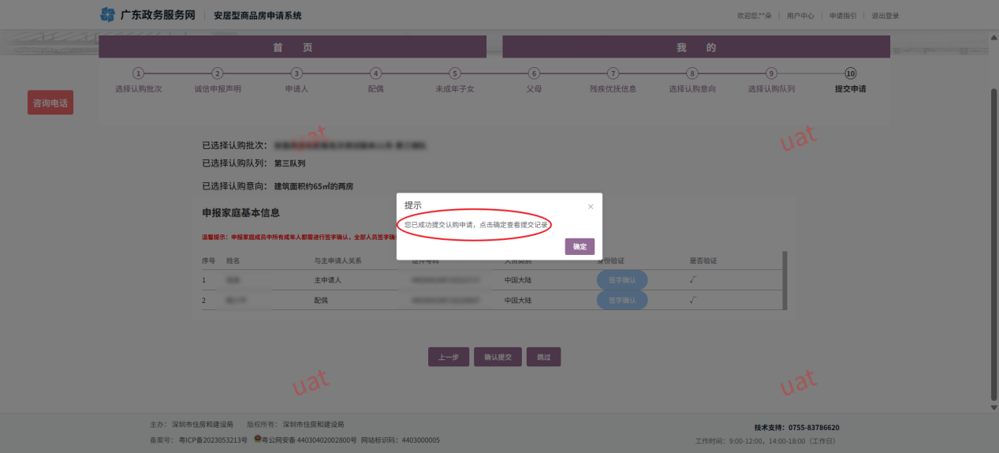 广东政务服务网 | 安居型商品房申请系统
欢迎您,**朵 | 用户中心 | 申请指引 | 退出登录
首 页
我 的
1 2 3 4 5 6 7 8 9 10
选择认购批次 诚信申报声明 申请人 配偶 未成年子女 父母 残疾优抚信息 选择认购意向 选择认购队列 提交申请
咨询电话
uat
uat
已选择认购批次：
已选择认购队列： 第三队列
已选择认购意向： 建筑面积约65㎡的两房
提示 ×
您已成功提交认购申请，点击确定查看提交记录
确定
申报家庭基本信息
温馨提示：申报家庭成员中所有成年人都需进行签字确认，全部人员签字确
序号 姓名 与主申请人关系 证件号码 人员类别 身份验证 是否验证
1 主申请人 中国大陆 签字确认 √
2 配偶 中国大陆 签字确认 √
上一步 确认提交 跳过
uat
uat
主办： 深圳市住房和建设局 版权所有： 深圳市住房和建设局
备案号： 粤ICP备2023053213号 粤公网安备 44030402002800号 网站标识码：4403000005
技术支持：0755-83786620
工作时间：9:00-12:00，14:00-18:00（工作日）